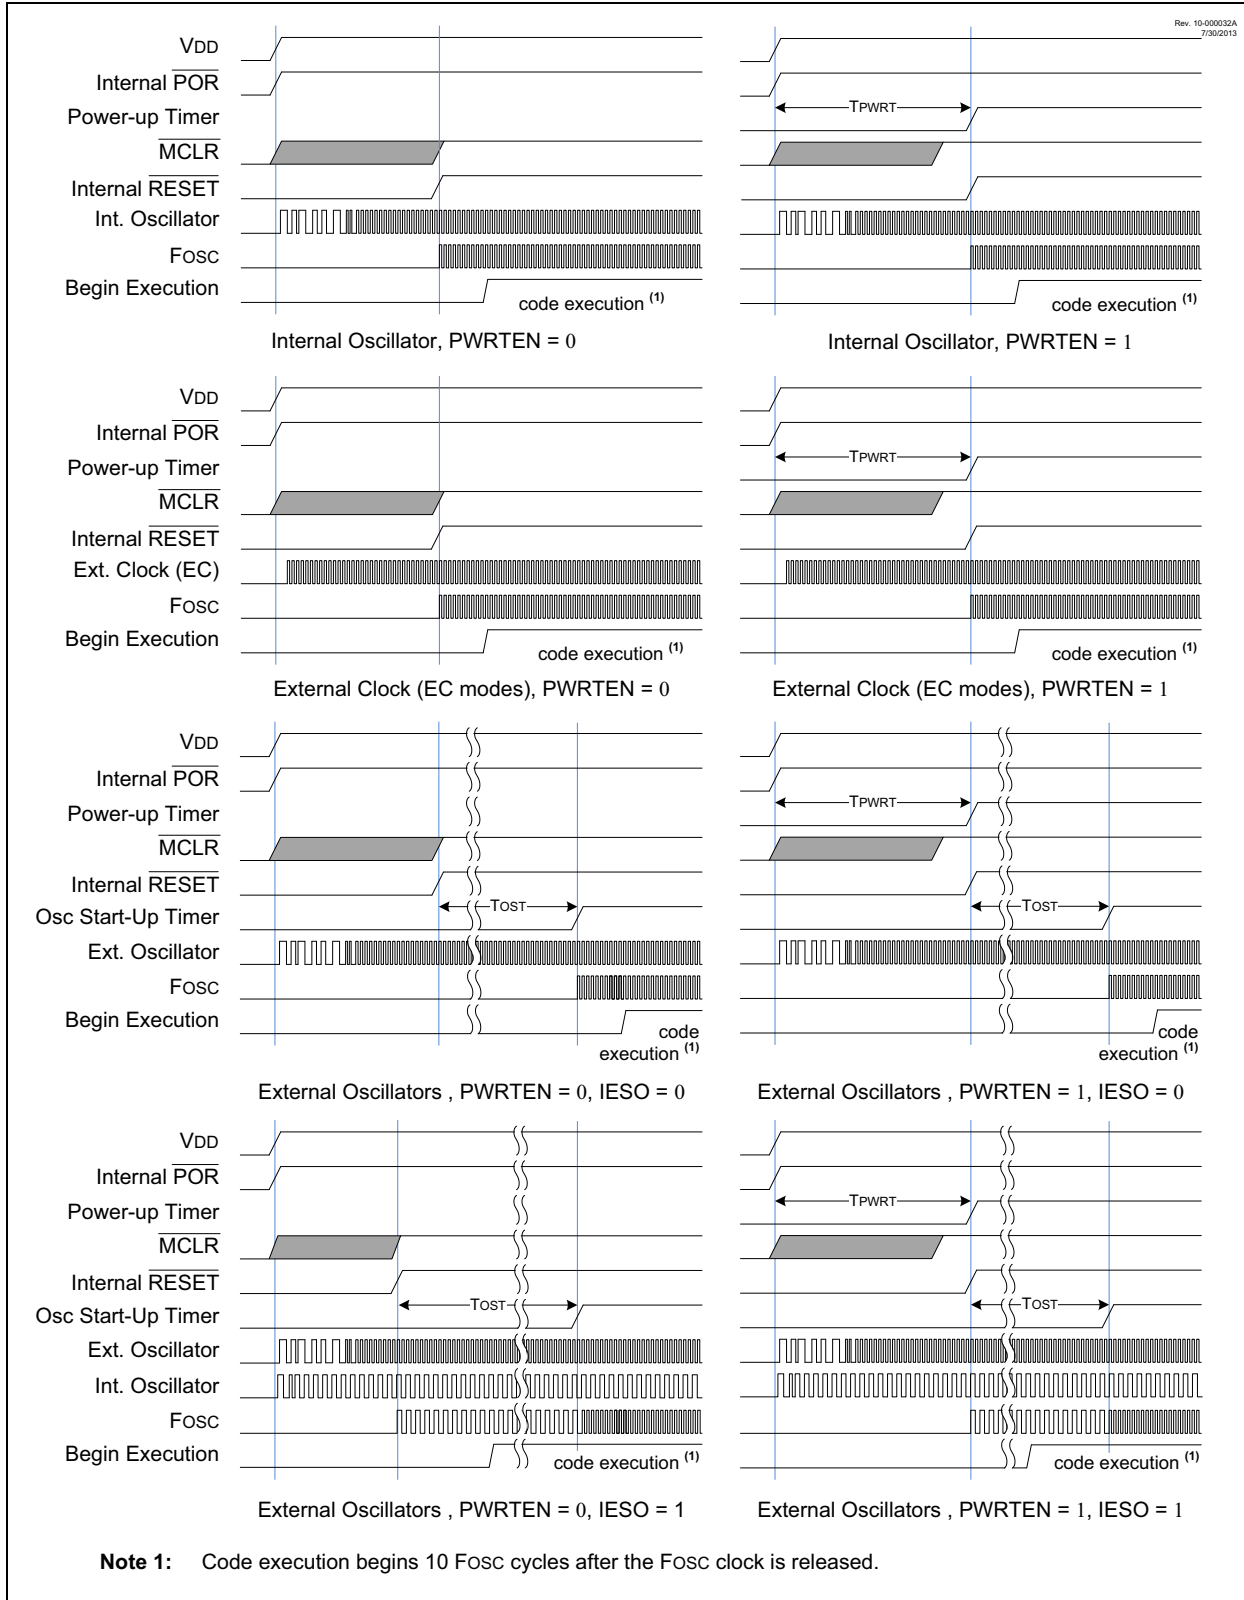 Rev. 10-000032A
7/30/2013
VDD
Internal POR
Power-up Timer
MCLR
Internal RESET
Int. Oscillator
FOSC
Begin Execution
code execution (1)
Internal Oscillator, PWRTEN = 0
TPWRT
code execution (1)
Internal Oscillator, PWRTEN = 1
VDD
Internal POR
Power-up Timer
MCLR
Internal RESET
Ext. Clock (EC)
FOSC
Begin Execution
code execution (1)
External Clock (EC modes), PWRTEN = 0
TPWRT
code execution (1)
External Clock (EC modes), PWRTEN = 1
VDD
Internal POR
Power-up Timer
MCLR
Internal RESET
Osc Start-Up Timer
Ext. Oscillator
FOSC
Begin Execution
TOST
code
execution (1)
External Oscillators , PWRTEN = 0, IESO = 0
TPWRT
TOST
code
execution (1)
External Oscillators , PWRTEN = 1, IESO = 0
VDD
Internal POR
Power-up Timer
MCLR
Internal RESET
Osc Start-Up Timer
Ext. Oscillator
Int. Oscillator
FOSC
Begin Execution
TOST
code execution (1)
External Oscillators , PWRTEN = 0, IESO = 1
TPWRT
TOST
code execution (1)
External Oscillators , PWRTEN = 1, IESO = 1
Note 1: Code execution begins 10 FOSC cycles after the FOSC clock is released.